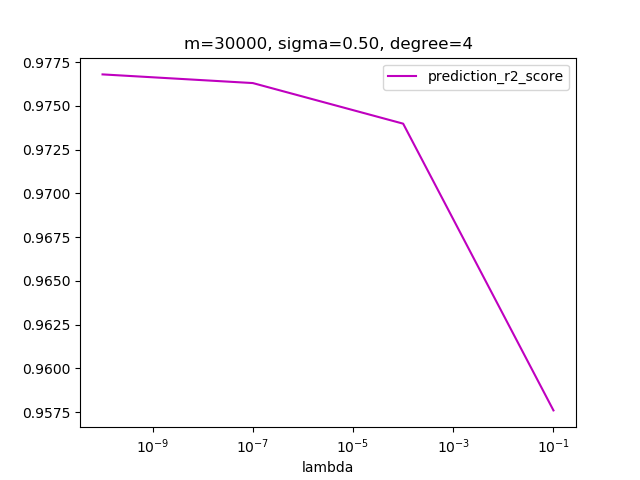 m=30000, sigma=0.50, degree=4
prediction_r2_score
0.9775
0.9750
0.9725
0.9700
0.9675
0.9650
0.9625
0.9600
0.9575
10⁻⁹ 10⁻⁷ 10⁻⁵ 10⁻³ 10⁻¹
lambda